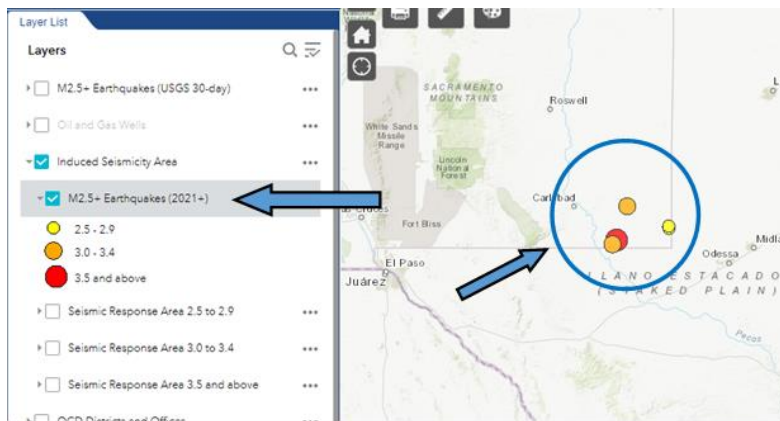 Layer List
Layers
M2.5+ Earthquakes (USGS 30-day)
Oil and Gas Wells
Induced Seismicity Area
M2.5+ Earthquakes (2021+)
2.5 - 2.9
3.0 - 3.4
3.5 and above
Seismic Response Area 2.5 to 2.9
Seismic Response Area 3.0 to 3.4
Seismic Response Area 3.5 and above
OCD Districts and Offices
SACRAMENTO
MOUNTAINS
Roswell
White Sands
Missile
Range
Lincoln
National
Forest
Carlsbad
Fort Bliss
El Paso
Juárez
Odessa
LLANO ESTACADO
(STAKED PLAIN)
Pecos